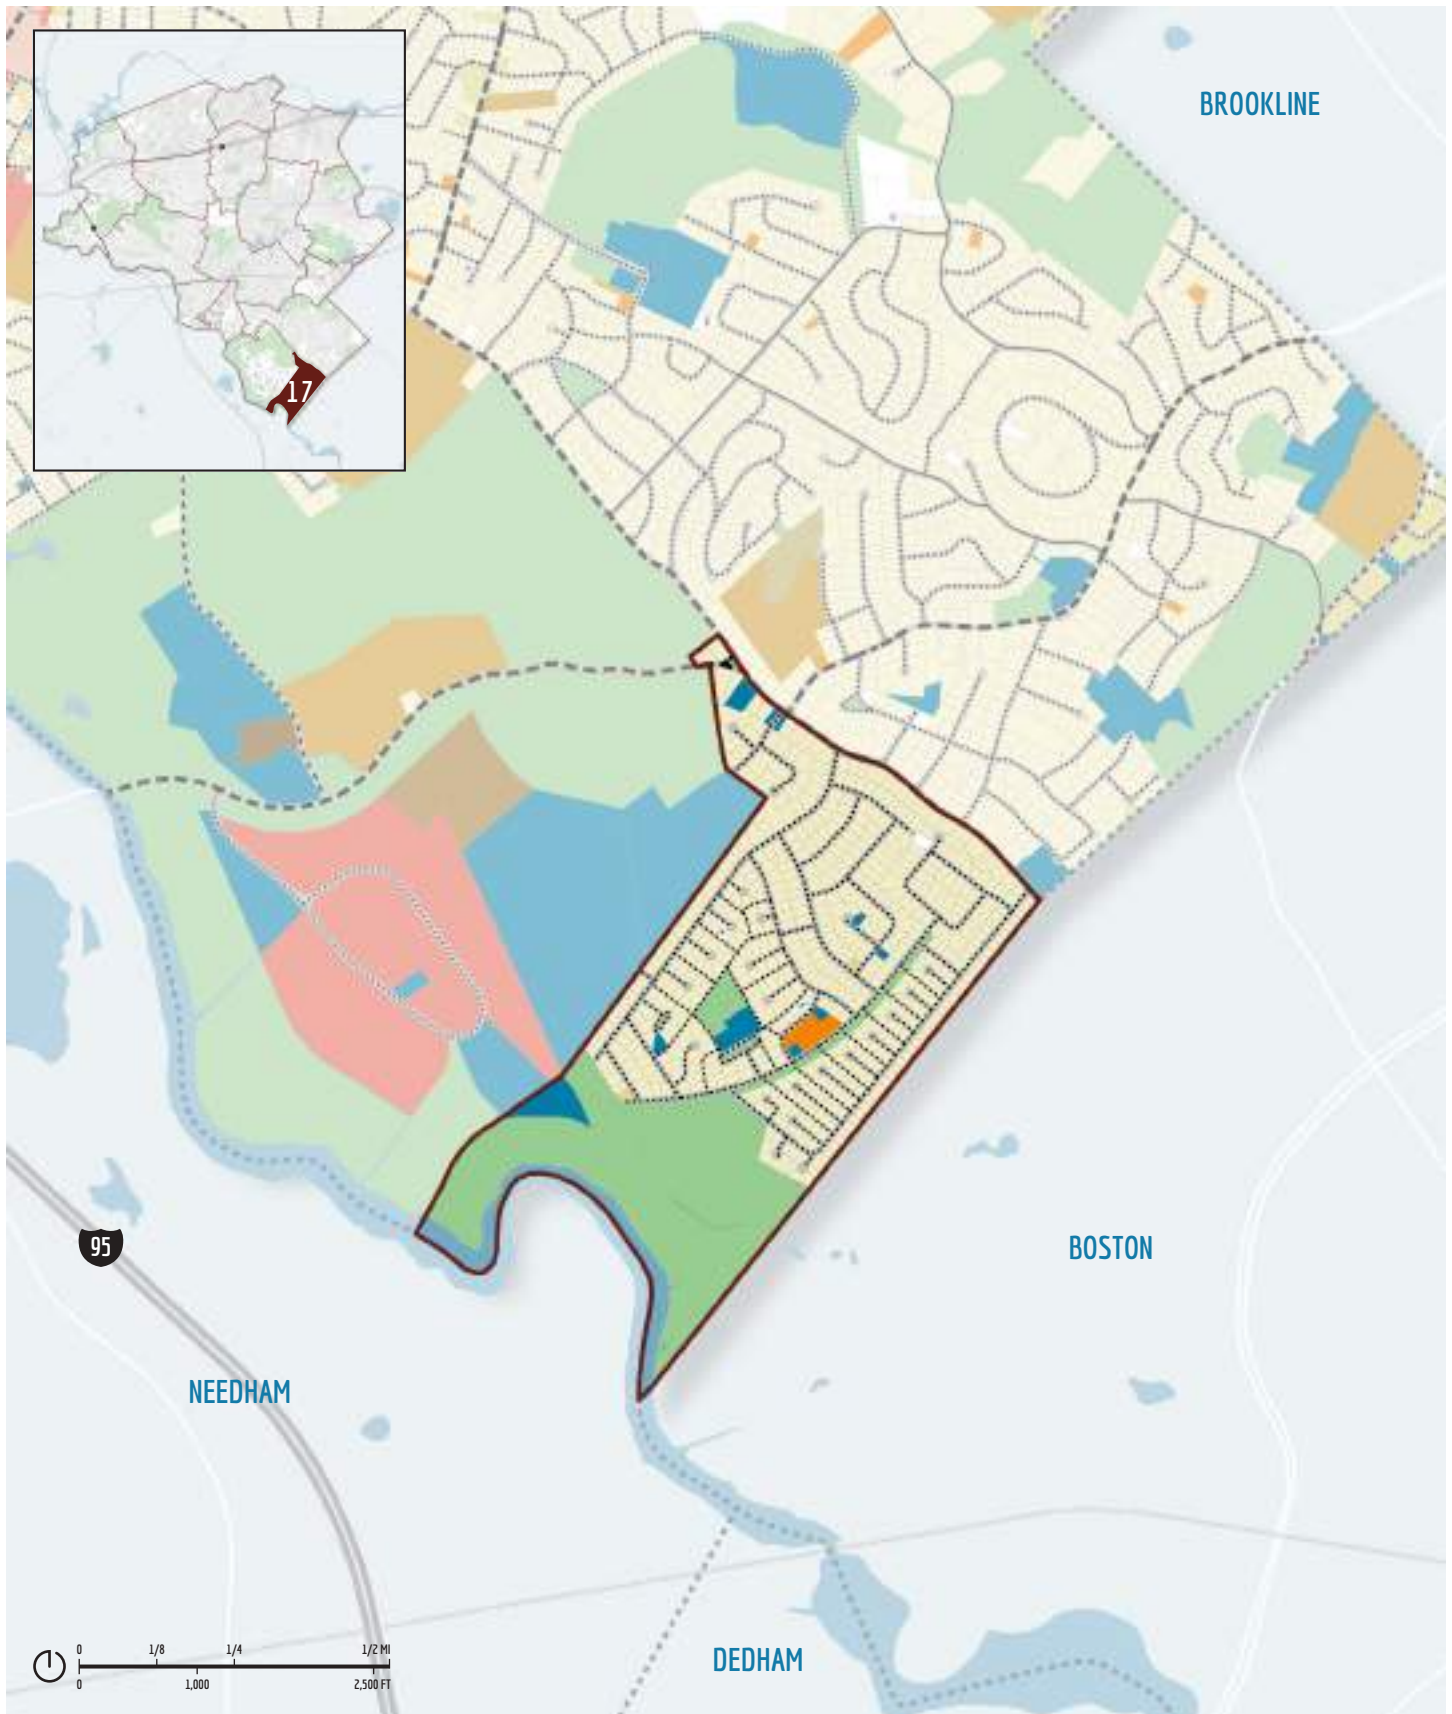 BROOKLINE
17
95
BOSTON
NEEDHAM
0 1/8 1/4 1/2 MI
0 1,000 2,500 FT
DEDHAM